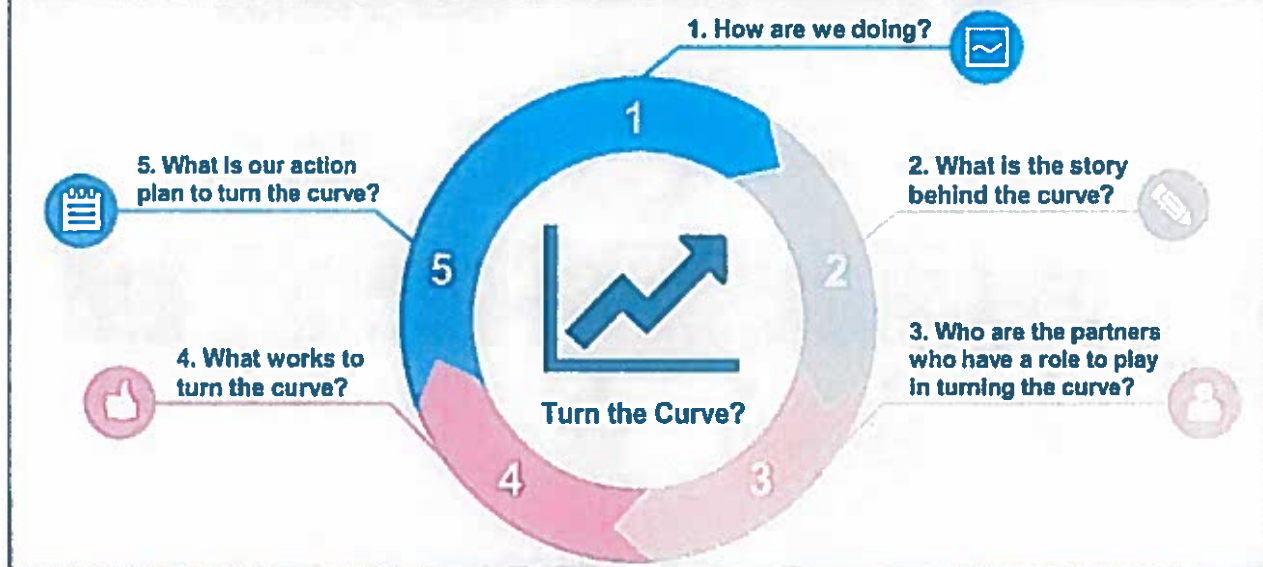 1. How are we doing?
1
5. What is our action
plan to turn the curve?
2. What is the story
behind the curve?
5
2
3. Who are the partners
who have a role to play
in turning the curve?
4. What works to
turn the curve?
Turn the Curve?
4
3